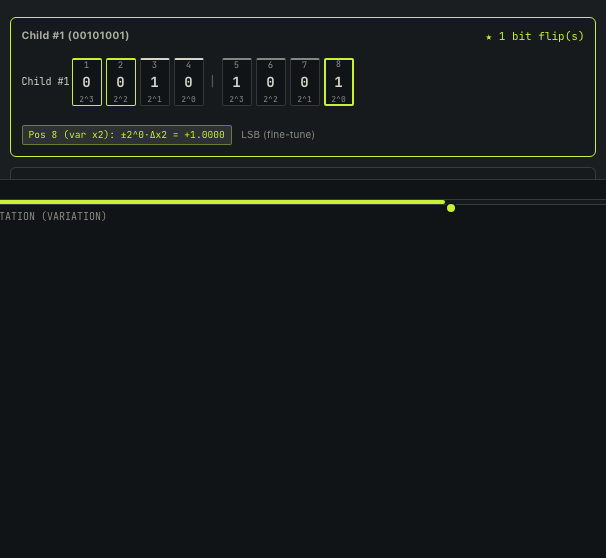 Child #1 (00101001)
★ 1 bit flip(s)
1 2 3 4 5 6 7 8
Child #1 0 0 1 0 | 1 0 0 1
2^3 2^2 2^1 2^0 2^3 2^2 2^1 2^0
Pos 8 (var x2): ±2^0·Δx2 = +1.0000 LSB (fine-tune)
TATION (VARIATION)